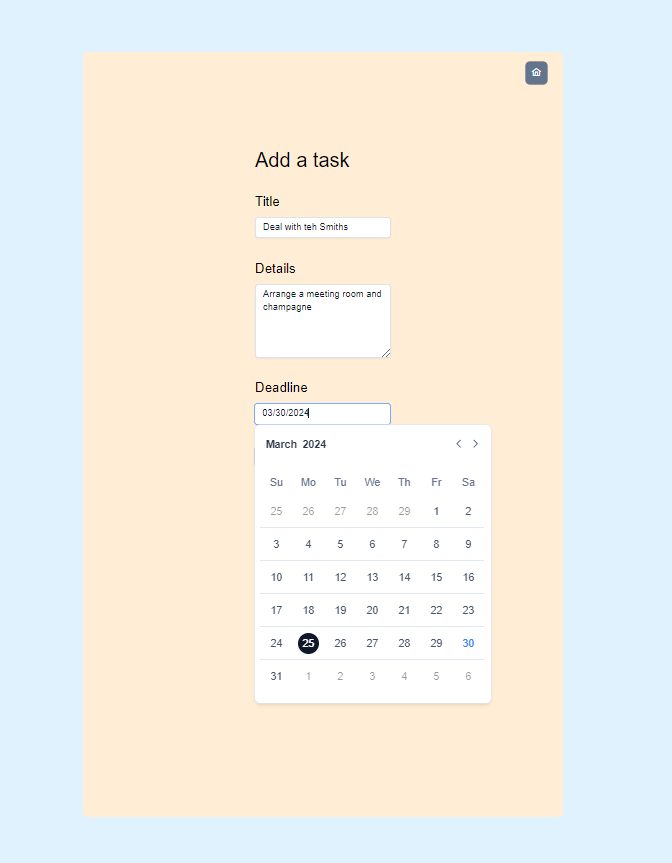 Add a task
Title
Deal with teh Smiths
Details
Arrange a meeting room and
champagne
Deadline
03/30/2024
March 2024
Su Mo Tu We Th Fr Sa
25 26 27 28 29 1 2
3 4 5 6 7 8 9
10 11 12 13 14 15 16
17 18 19 20 21 22 23
24 25 26 27 28 29 30
31 1 2 3 4 5 6